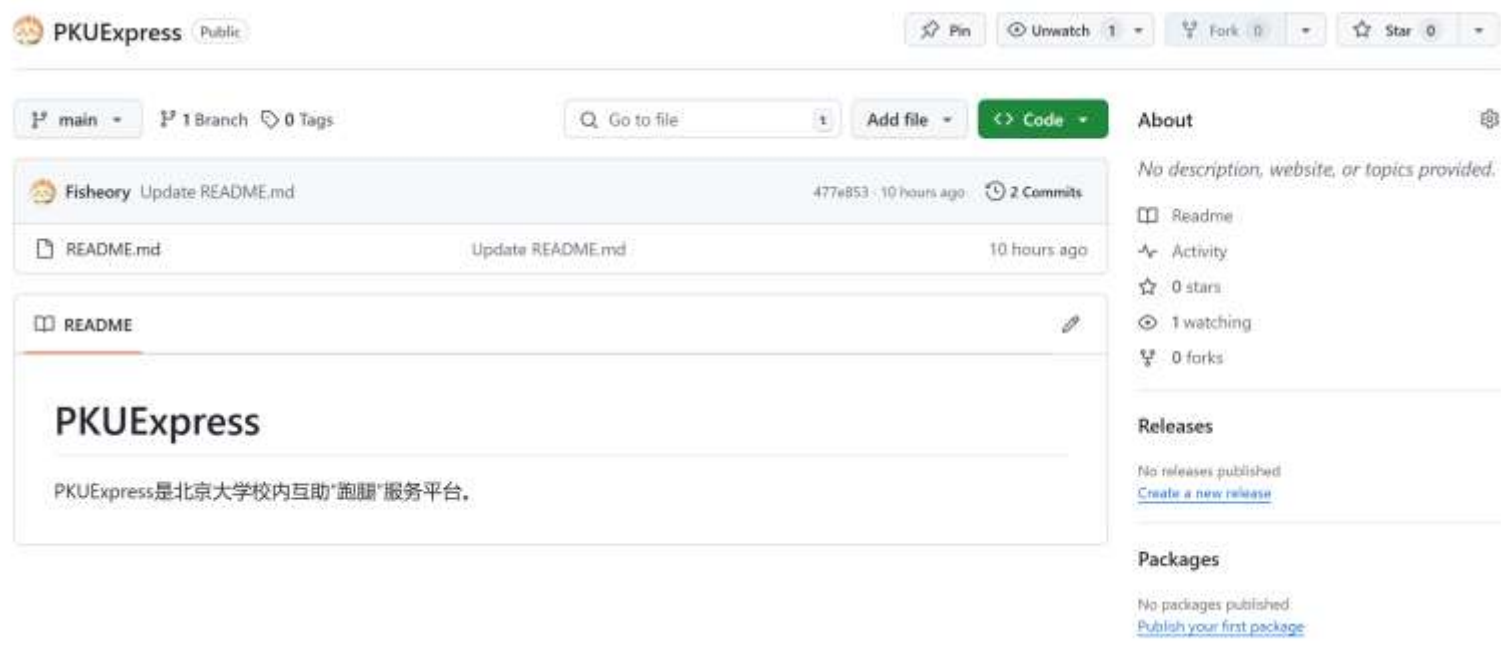 PKUExpress Public
Pin
Unwatch 1
Fork 0
Star 0
main
1 Branch
0 Tags
Go to file
t
Add file
Code
Fisheory Update README.md
477e853 · 10 hours ago
2 Commits
README.md
Update README.md
10 hours ago
README
PKUExpress
PKUExpress是北京大学校内互助“跑腿”服务平台。
About
No description, website, or topics provided.
Readme
Activity
0 stars
1 watching
0 forks
Releases
No releases published
Create a new release
Packages
No packages published
Publish your first package